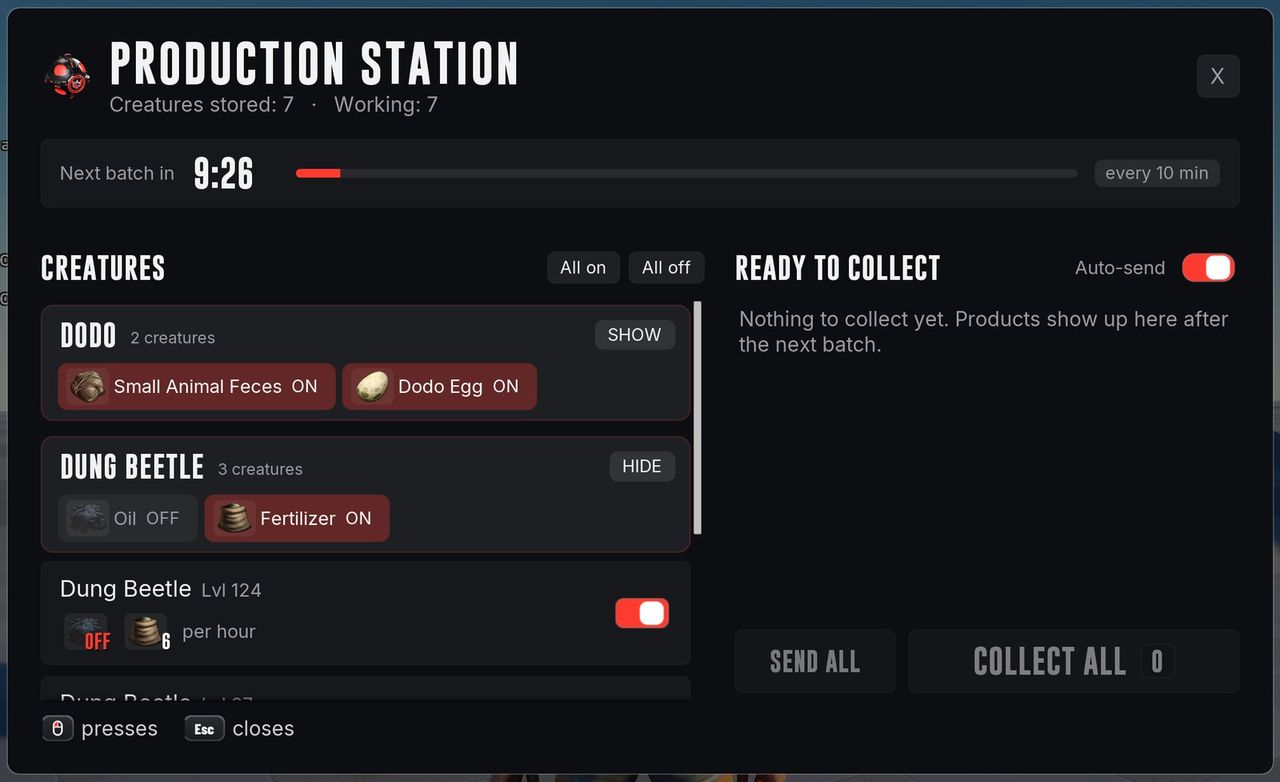 PRODUCTION STATION
Creatures stored: 7 · Working: 7
X
Next batch in 9:26
every 10 min
CREATURES
All on
All off
DODO 2 creatures
SHOW
Small Animal Feces ON
Dodo Egg ON
DUNG BEETLE 3 creatures
HIDE
Oil OFF
Fertilizer ON
Dung Beetle Lvl 124
OFF
6 per hour
Dung Beetle
READY TO COLLECT
Auto-send
Nothing to collect yet. Products show up here after
the next batch.
SEND ALL
COLLECT ALL 0
presses
Esc closes